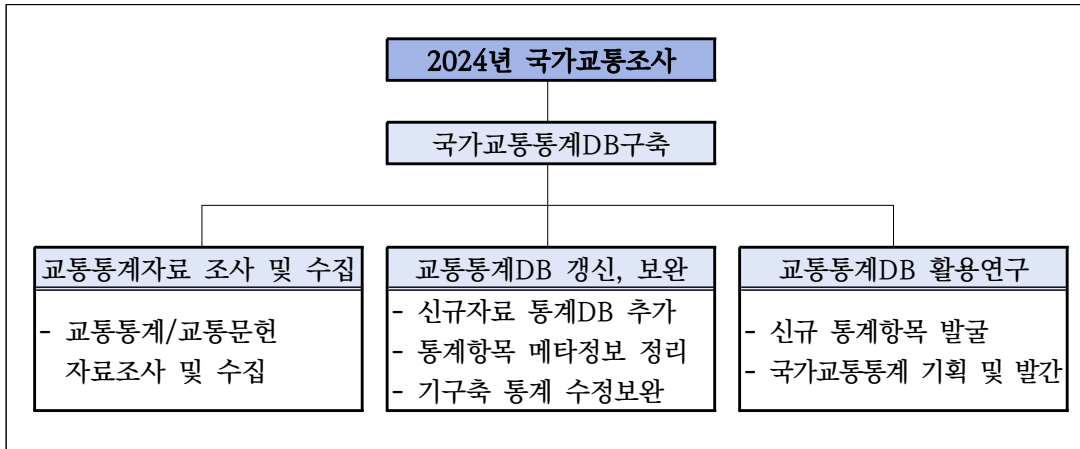 2024년 국가교통조사
국가교통통계DB구축
교통통계자료 조사 및 수집
- 교통통계/교통문헌
자료조사 및 수집
교통통계DB 갱신, 보완
- 신규자료 통계DB 추가
- 통계항목 메타정보 정리
- 기구축 통계 수정보완
교통통계DB 활용연구
- 신규 통계항목 발굴
- 국가교통통계 기획 및 발간